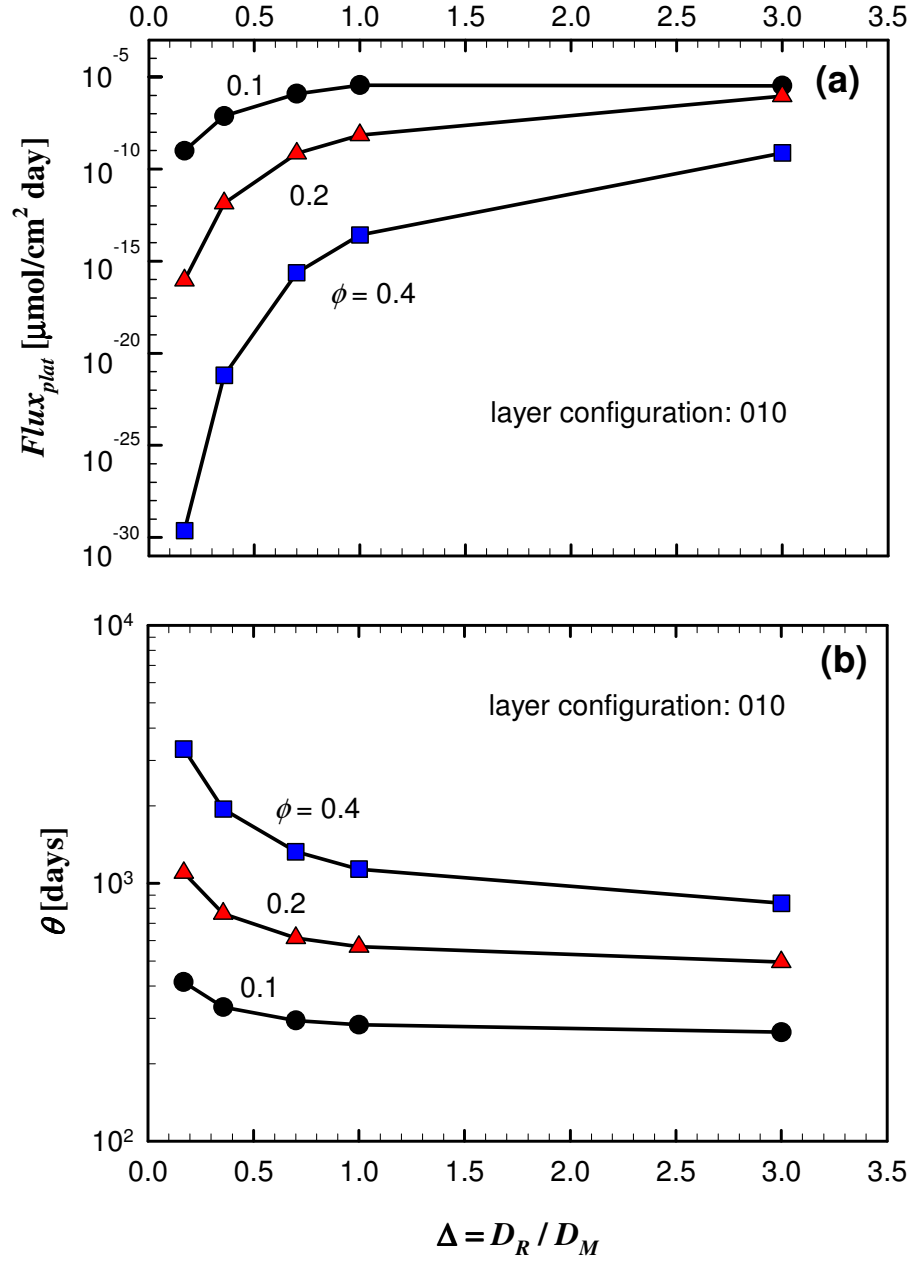 0.0 0.5 1.0 1.5 2.0 2.5 3.0 3.5
10^-5
10^-10
10^-15
10^-20
10^-25
10^-30
Flux_plat [μmol/cm² day]
(a)
0.1
0.2
ϕ = 0.4
layer configuration: 010
10^4
10^3
10^2
θ [days]
(b)
layer configuration: 010
ϕ = 0.4
0.2
0.1
0.0 0.5 1.0 1.5 2.0 2.5 3.0 3.5
Δ = D_R / D_M